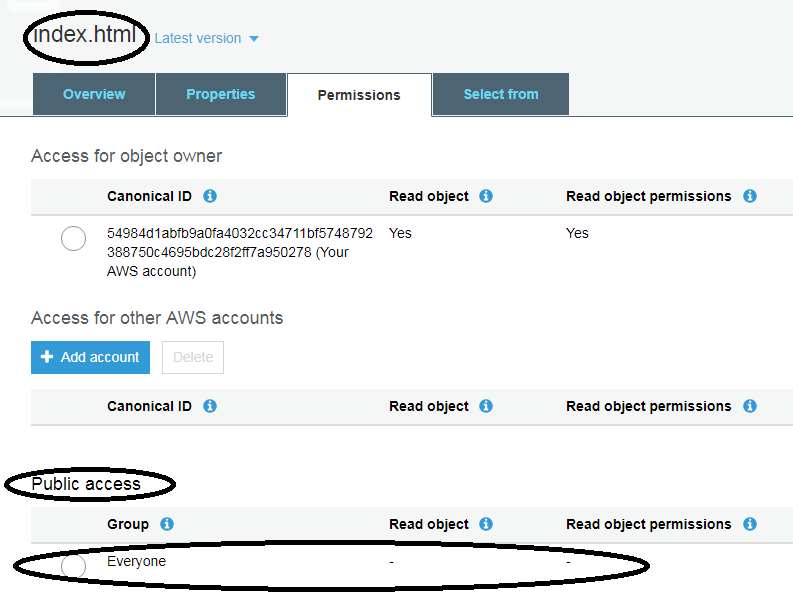 index.html Latest version
Overview Properties Permissions Select from
Access for object owner
Canonical ID Read object Read object permissions
54984d1abfb9a0fa4032cc34711bf5748792 Yes Yes
388750c4695bdc28f2ff7a950278 (Your
AWS account)
Access for other AWS accounts
+ Add account Delete
Canonical ID Read object Read object permissions
Public access
Group Read object Read object permissions
Everyone - -